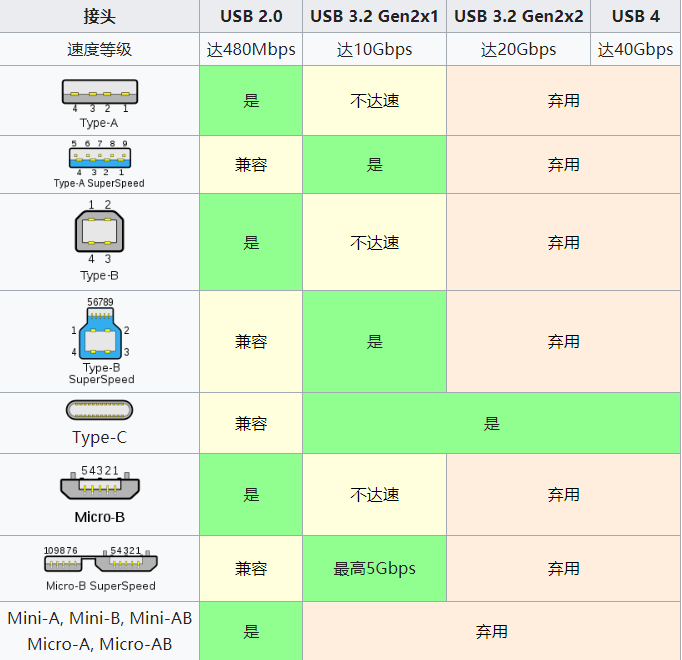 接头 USB 2.0 USB 3.2 Gen2x1 USB 3.2 Gen2x2 USB 4
速度等级 达480Mbps 达10Gbps 达20Gbps 达40Gbps
4 3 2 1
Type-A
是 不达速 弃用
5 6 7 8 9
4 3 2 1
Type-A SuperSpeed
兼容 是 弃用
1 2
4 3
Type-B
是 不达速 弃用
56789
1 2
4 3
Type-B
SuperSpeed
兼容 是 弃用
Type-C
兼容 是
54321
Micro-B
是 不达速 弃用
109876 54321
Micro-B SuperSpeed
兼容 最高5Gbps 弃用
Mini-A, Mini-B, Mini-AB
Micro-A, Micro-AB
是 弃用